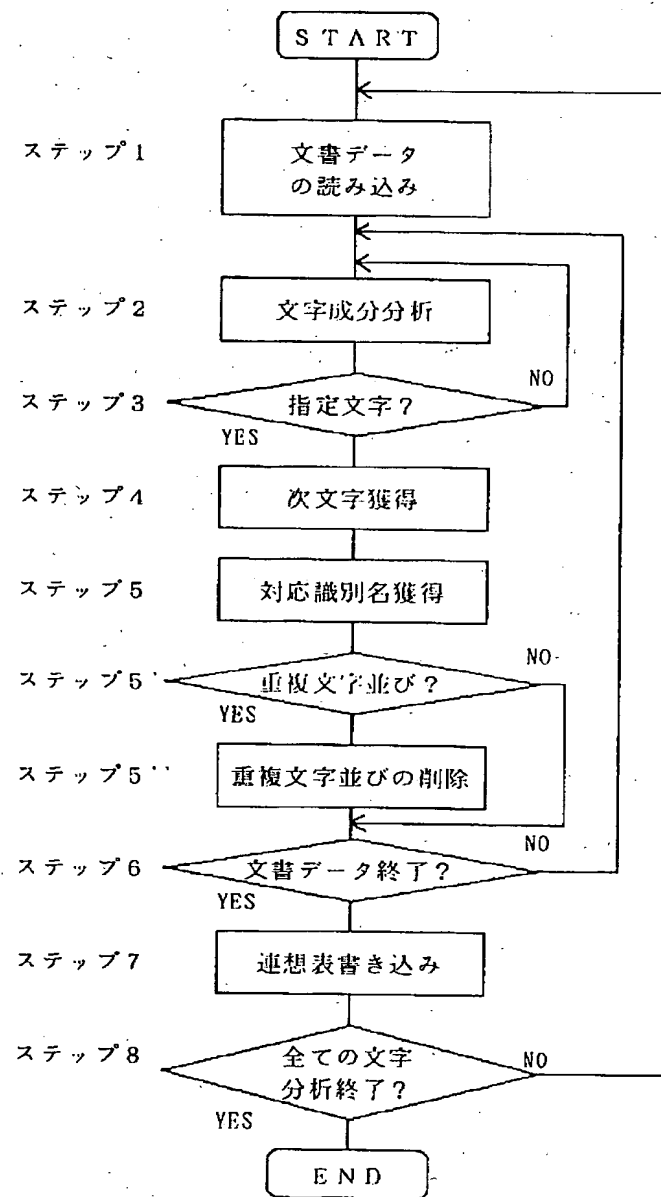 START
ステップ1
文書データ
の読み込み
ステップ2
文字成分分析
ステップ3
指定文字?
NO
YES
ステップ4
次文字獲得
ステップ5
対応識別名獲得
ステップ5'
重複文字並び?
NO
YES
ステップ5''
重複文字並びの削除
ステップ6
文書データ終了?
NO
YES
ステップ7
連想表書き込み
ステップ8
全ての文字
分析終了?
NO
YES
END